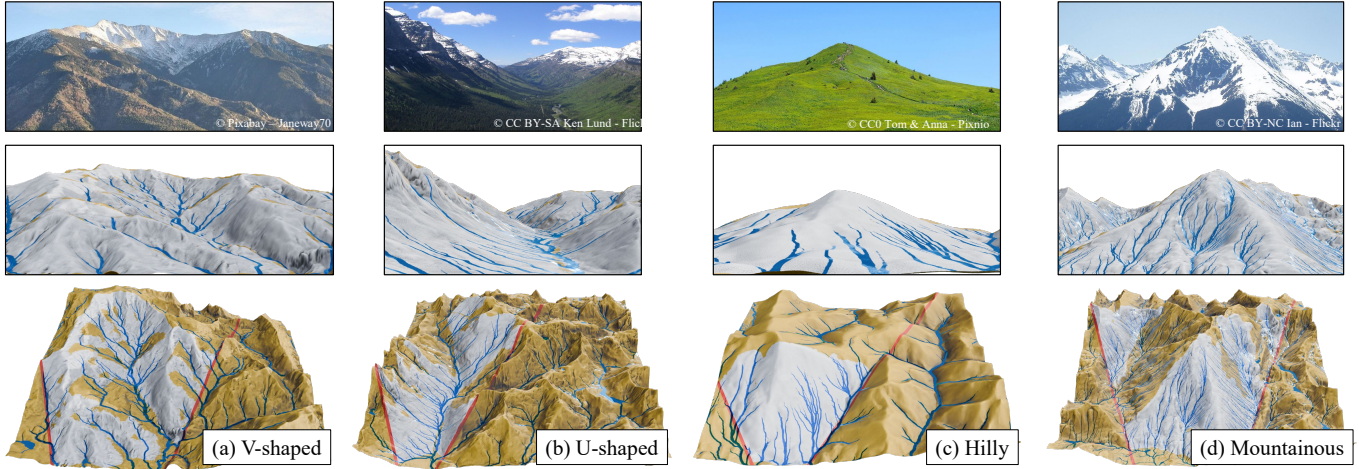 © Pixabay – Janeway70
© CC BY-SA Ken Lund - Flic
© CC0 Tom & Anna - Pixnio
© CC BY-NC Ian - Flickr
(a) V-shaped
(b) U-shaped
(c) Hilly
(d) Mountainous